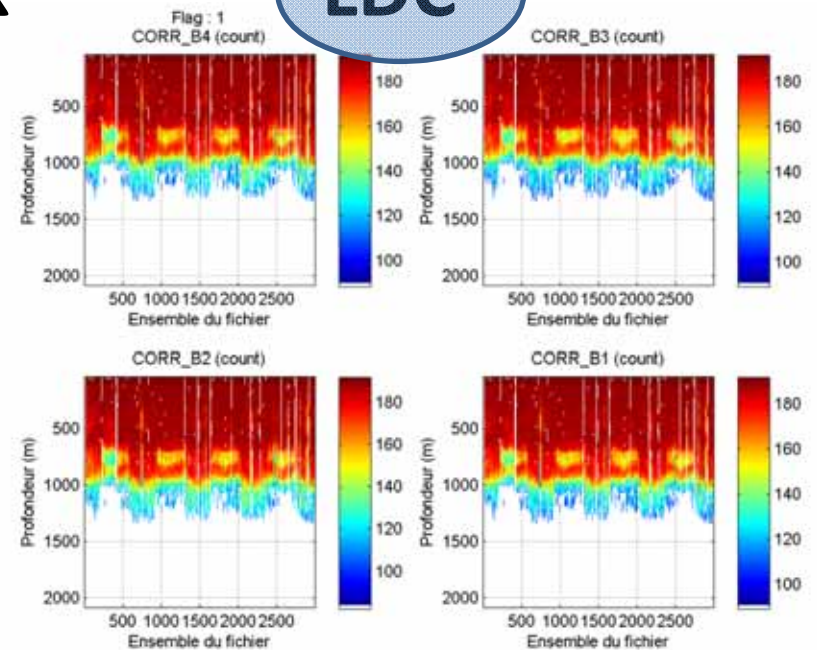 Flag : 1
CORR_B4 (count)
Profondeur (m)
500
1000
1500
2000
500 1000 1500 2000 2500
Ensemble du fichier
180
160
140
120
100
CORR_B3 (count)
Profondeur (m)
500
1000
1500
2000
500 1000 1500 2000 2500
Ensemble du fichier
180
160
140
120
100
CORR_B2 (count)
Profondeur (m)
500
1000
1500
2000
500 1000 1500 2000 2500
Ensemble du fichier
180
160
140
120
100
CORR_B1 (count)
Profondeur (m)
500
1000
1500
2000
500 1000 1500 2000 2500
Ensemble du fichier
180
160
140
120
100